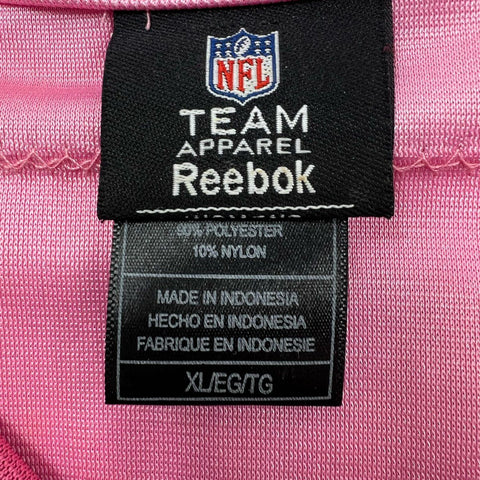 NFL
TEAM
APPAREL
Reebok
90% POLYESTER
10% NYLON
MADE IN INDONESIA
HECHO EN INDONESIA
FABRIQUE EN INDONESIE
XL/EG/TG